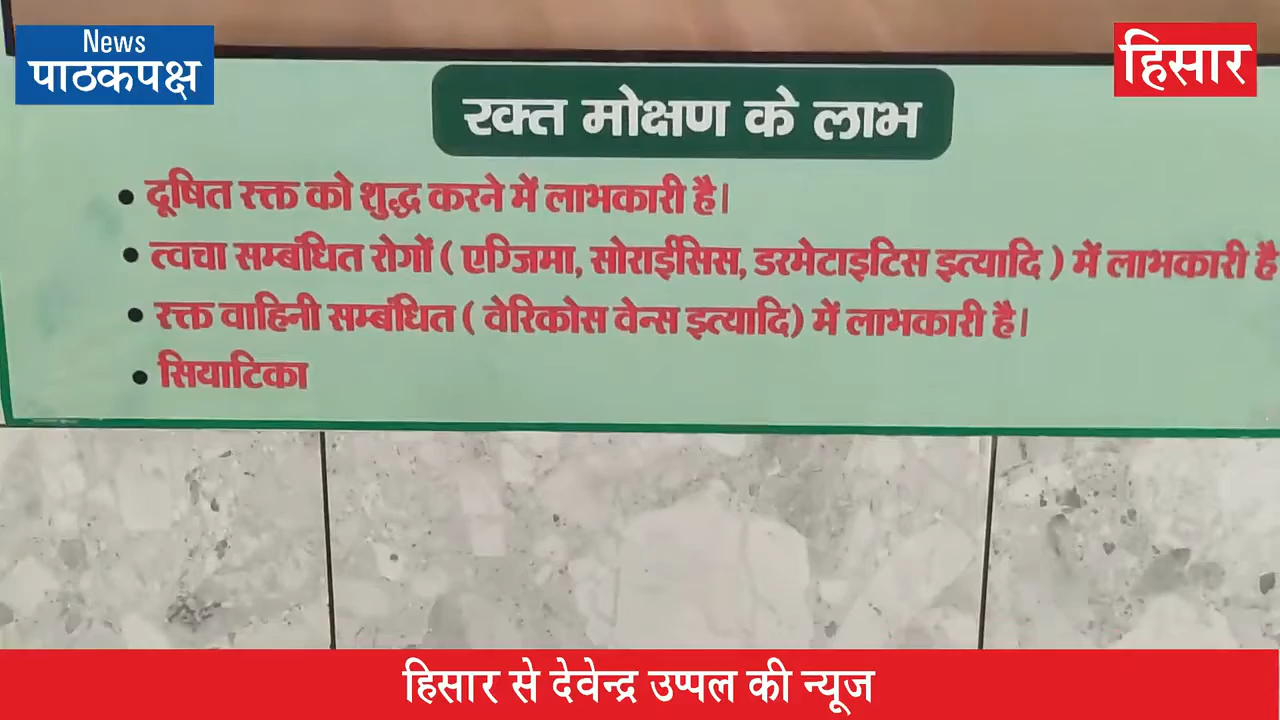 News
पाठकपक्ष
हिसार
रक्त मोक्षण के लाभ
• दूषित रक्त को शुद्ध करने में लाभकारी है।
• त्वचा सम्बंधित रोगों ( एग्जिमा, सोराईसिस, डरमेटाइटिस इत्यादि ) में लाभकारी है
• रक्त वाहिनी सम्बंधित ( वेरिकोस वेन्स इत्यादि) में लाभकारी है।
• सियाटिका
हिसार से देवेन्द्र उप्पल की न्यूज